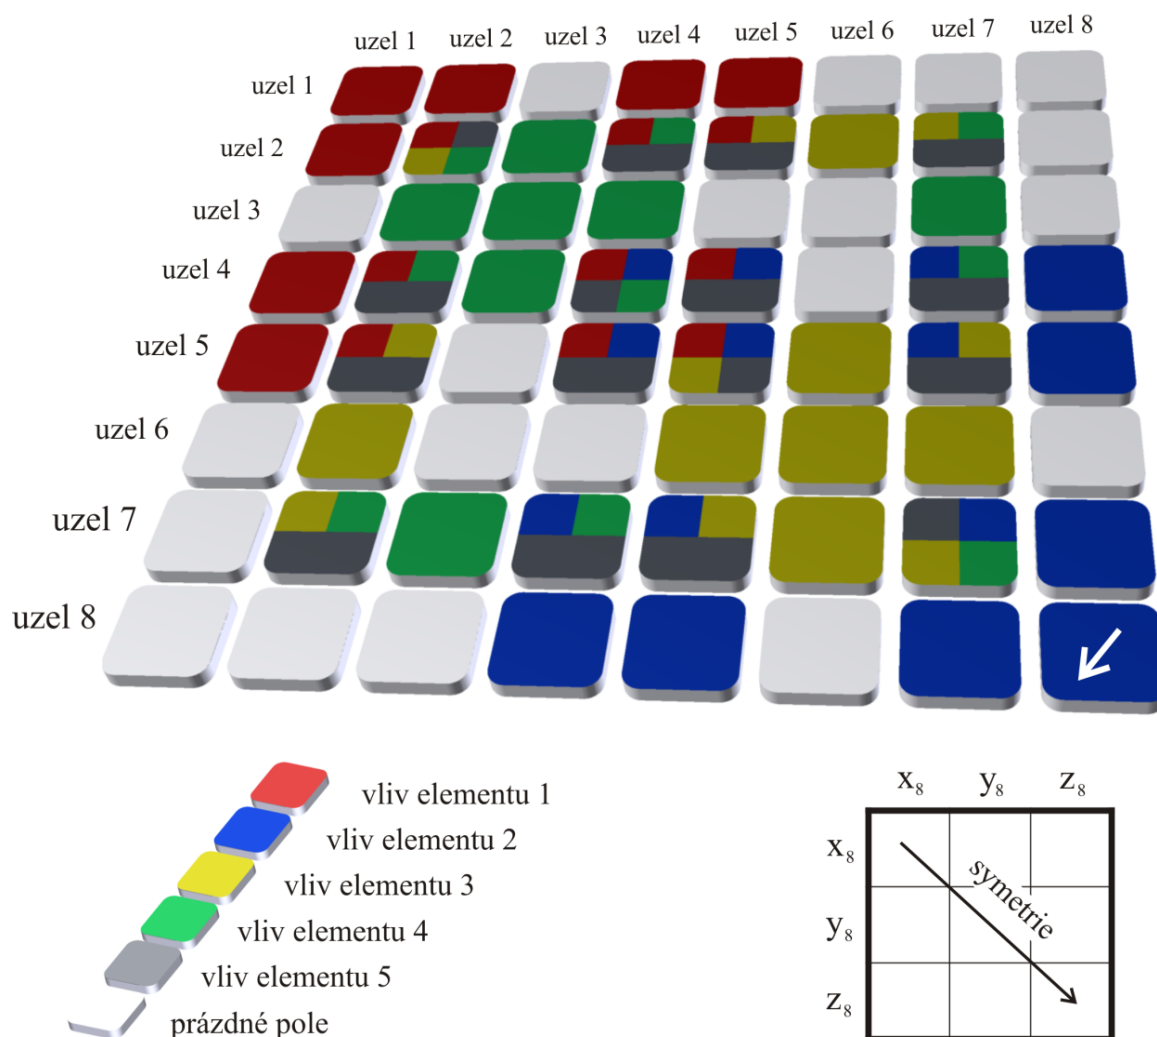 uzel 1 uzel 2 uzel 3 uzel 4 uzel 5 uzel 6 uzel 7 uzel 8
uzel 1
uzel 2
uzel 3
uzel 4
uzel 5
uzel 6
uzel 7
uzel 8
vliv elementu 1
vliv elementu 2
vliv elementu 3
vliv elementu 4
vliv elementu 5
prázdné pole
x₈ y₈ z₈
x₈
y₈
z₈
symetrie